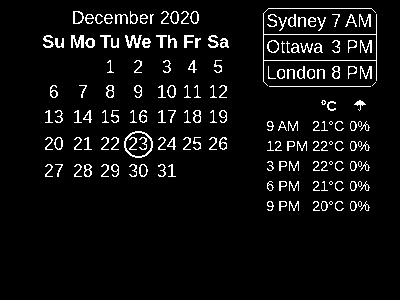 December 2020
Su Mo Tu We Th Fr Sa
1 2 3 4 5
6 7 8 9 10 11 12
13 14 15 16 17 18 19
20 21 22 23 24 25 26
27 28 29 30 31
Sydney 7 AM
Ottawa 3 PM
London 8 PM
°C ☂
9 AM 21°C 0%
12 PM 22°C 0%
3 PM 22°C 0%
6 PM 21°C 0%
9 PM 20°C 0%